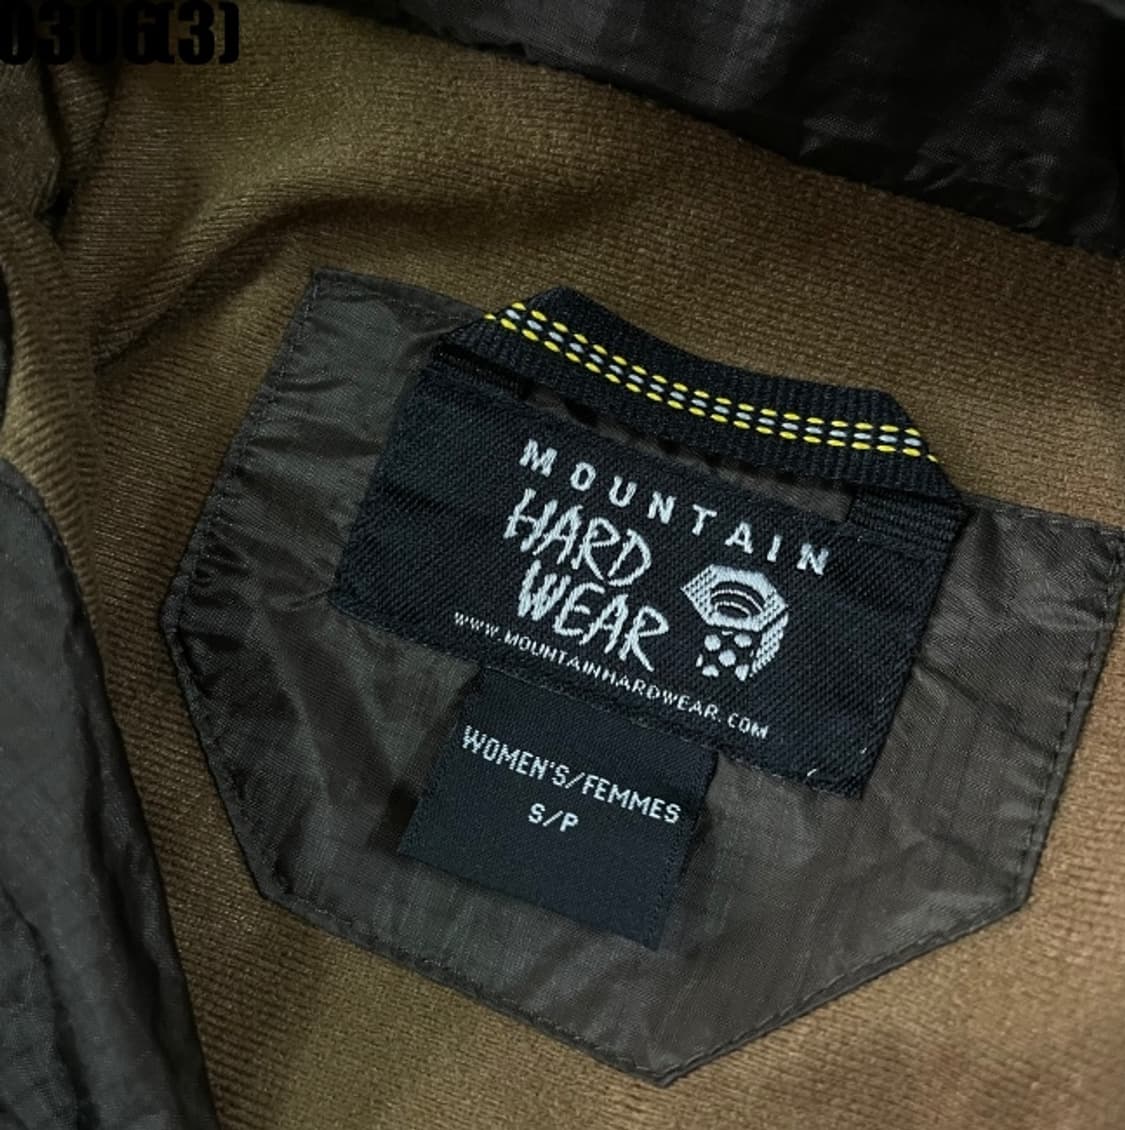 0306(3)
MOUNTAIN
HARD
WEAR
WWW.MOUNTAINHARDWEAR.COM
WOMEN'S/FEMMES
S/P